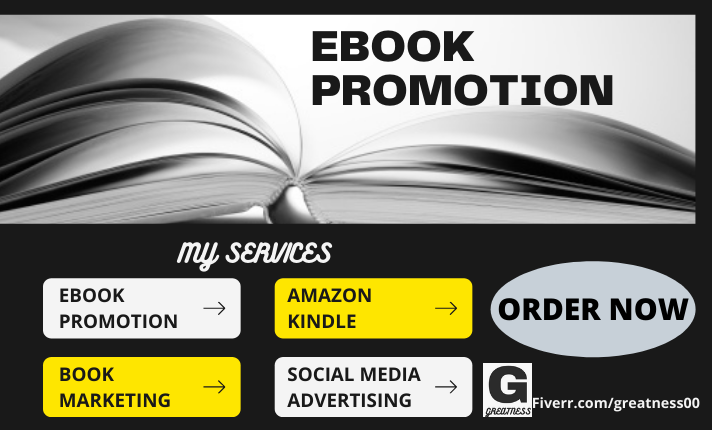 EBOOK
PROMOTION
My SERVICES
EBOOK
PROMOTION
AMAZON
KINDLE
ORDER NOW
BOOK
MARKETING
SOCIAL MEDIA
ADVERTISING
G
GREATNESS
Fiverr.com/greatness00